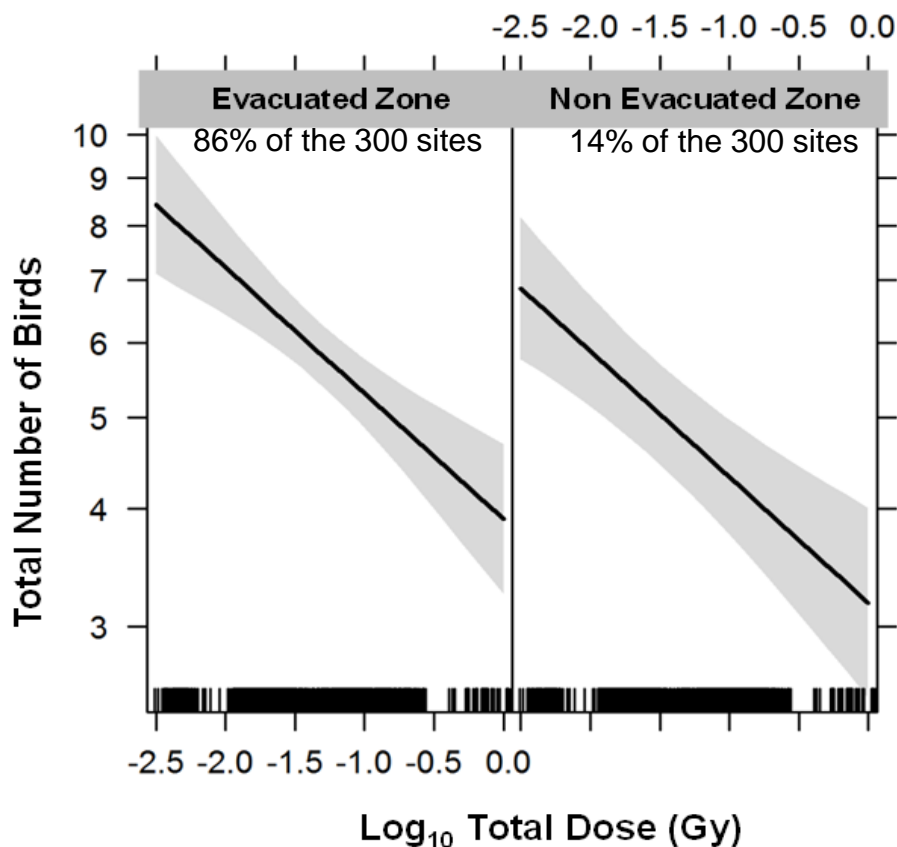 -2.5 -2.0 -1.5 -1.0 -0.5 0.0
Evacuated Zone
Non Evacuated Zone
86% of the 300 sites
14% of the 300 sites
10
9
8
7
6
5
4
3
Total Number of Birds
-2.5 -2.0 -1.5 -1.0 -0.5 0.0
Log₁₀ Total Dose (Gy)